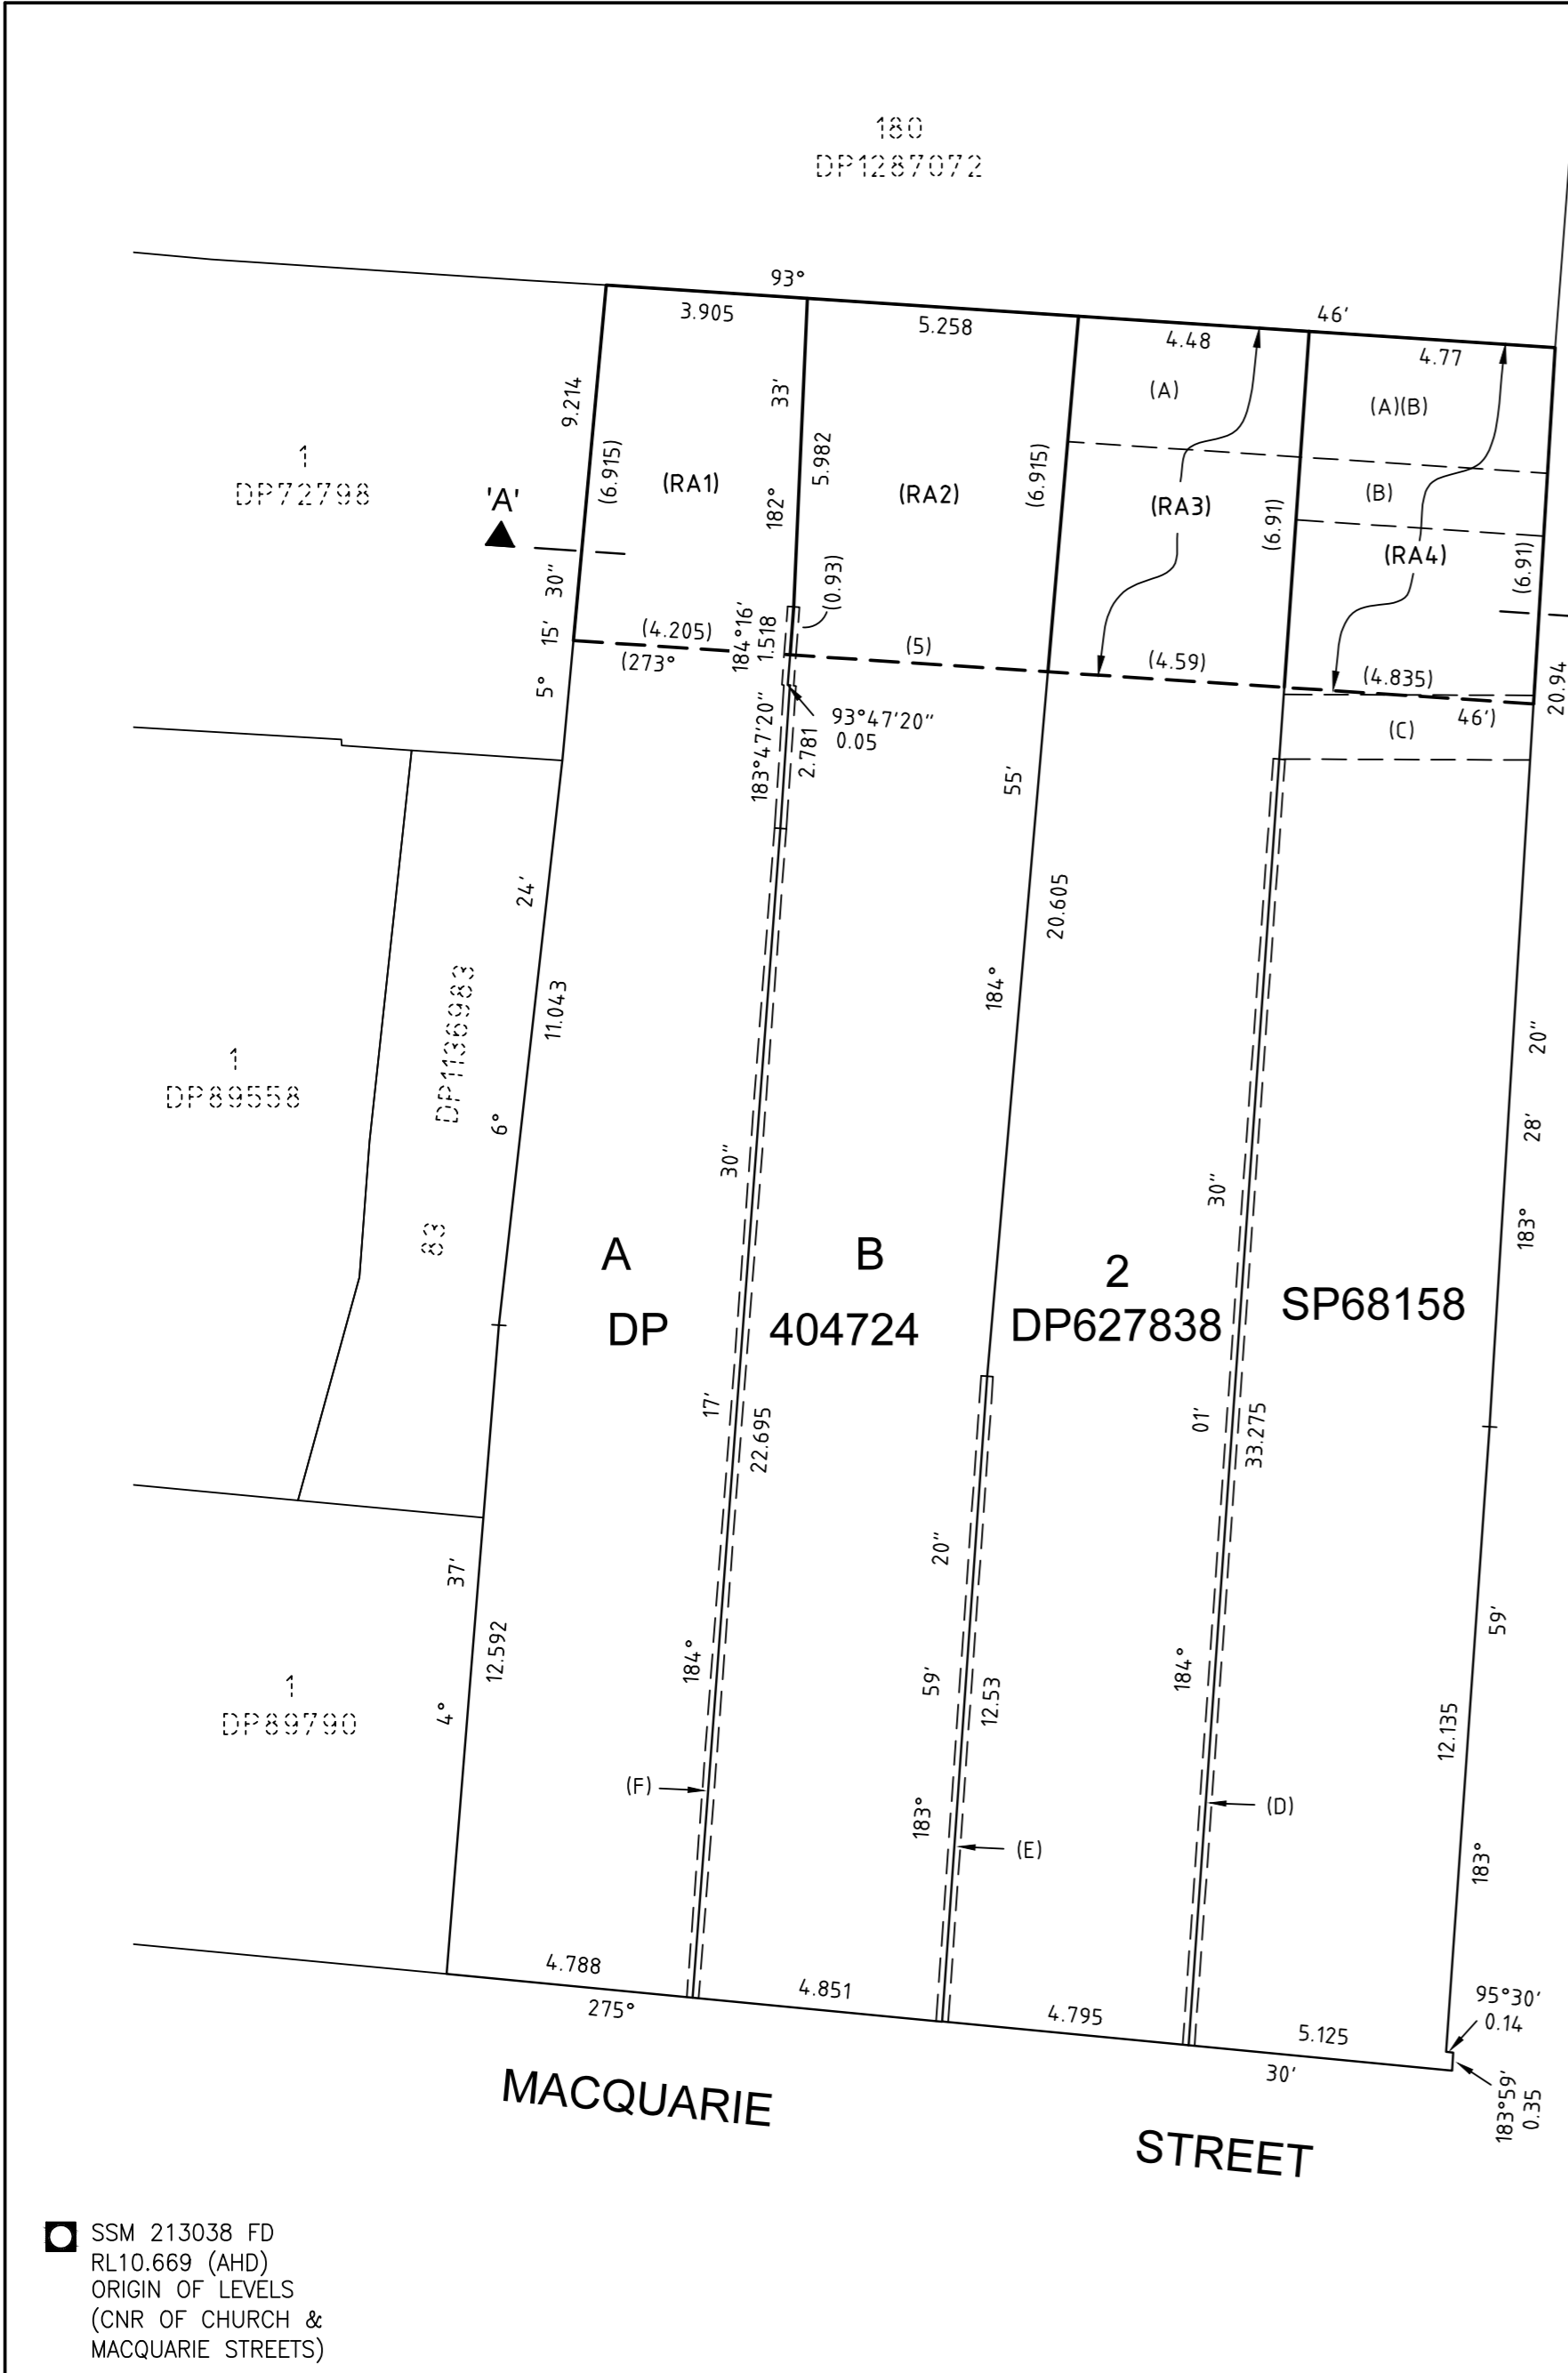 180
DP1287072
93°
46'
3.905
5.258
4.48
4.77
9.214
33'
(A)
(A)(B)
5.982
(6.915)
(6.915)
1
DP72798
'A'
(RA1)
182°
(RA2)
(RA3)
(6.91)
(B)
(RA4)
(6.91)
30"
(0.93)
15'
(4.205)
184°16'
1.518
(5)
(4.59)
(4.835)
(273°
5°
46')
20.94
93°47'20"
0.05
183°47'20"
2.781
(C)
55'
24'
20.605
184°
11.043
DP1136983
83
1
DP89558
6°
20"
28'
183°
30"
30"
A
B
2
SP68158
DP
404724
DP627838
17'
22.695
01'
33.275
20"
37'
12.592
4°
184°
59'
12.53
184°
59'
12.135
1
DP89790
(F)
183°
(E)
(D)
183°
4.788
4.851
4.795
5.125
275°
30'
95°30'
0.14
183°59'
0.35
MACQUARIE
STREET
SSM 213038 FD
RL10.669 (AHD)
ORIGIN OF LEVELS
(CNR OF CHURCH &
MACQUARIE STREETS)